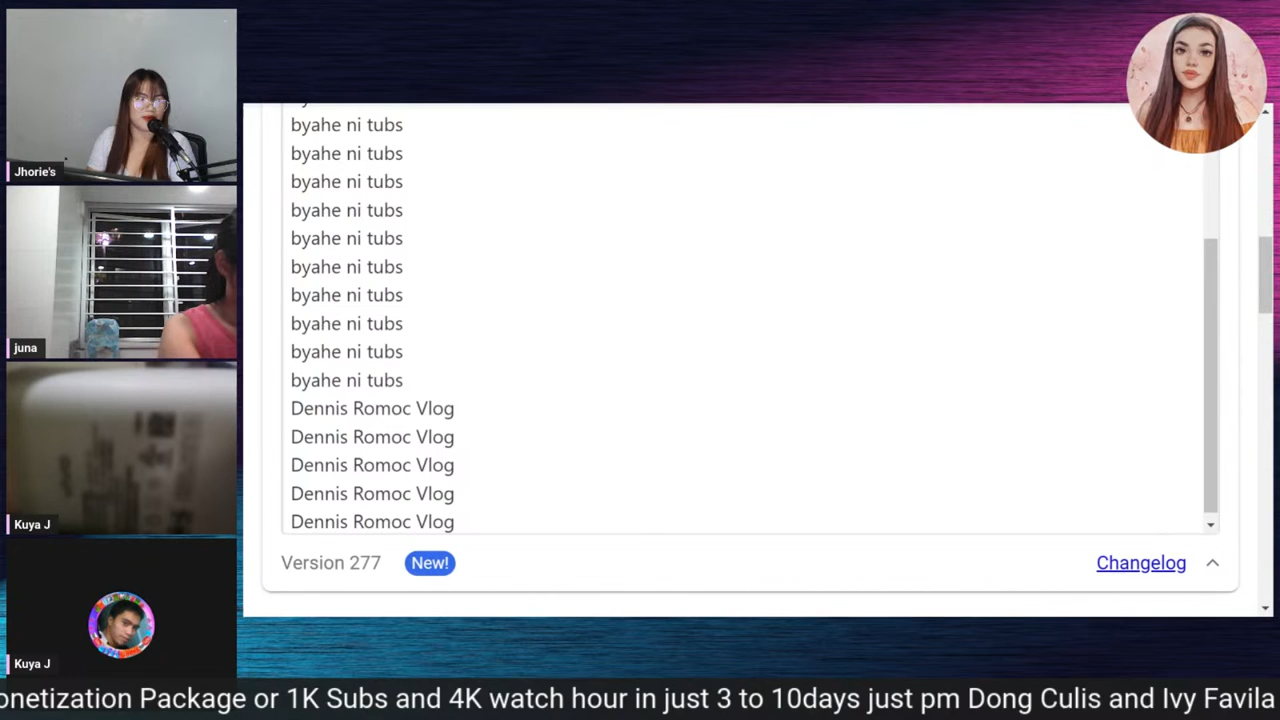 Jhorie's
juna
Kuya J
Kuya J
byahe ni tubs
byahe ni tubs
byahe ni tubs
byahe ni tubs
byahe ni tubs
byahe ni tubs
byahe ni tubs
byahe ni tubs
byahe ni tubs
byahe ni tubs
Dennis Romoc Vlog
Dennis Romoc Vlog
Dennis Romoc Vlog
Dennis Romoc Vlog
Dennis Romoc Vlog
Version 277 New! Changelog
onetization Package or 1K Subs and 4K watch hour in just 3 to 10days just pm Dong Culis and Ivy Favila